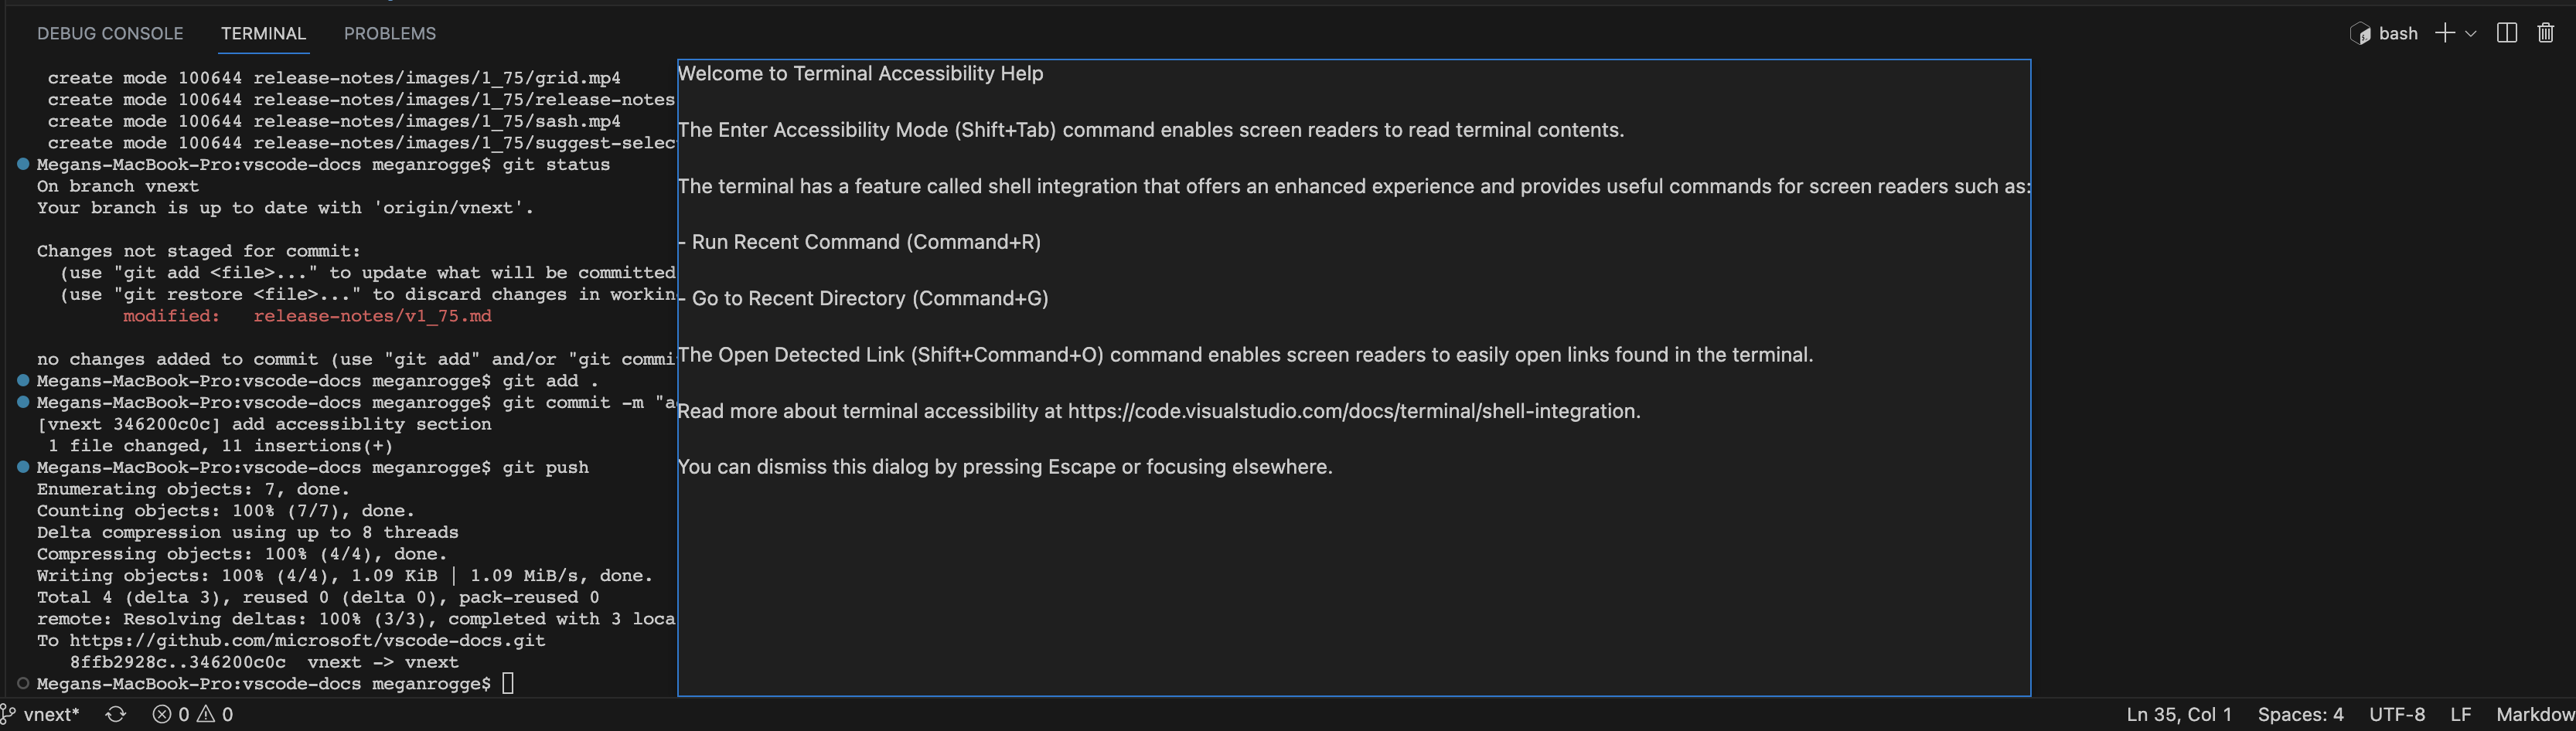 DEBUG CONSOLE TERMINAL PROBLEMS
bash
create mode 100644 release-notes/images/1_75/grid.mp4
create mode 100644 release-notes/images/1_75/release-notes
create mode 100644 release-notes/images/1_75/sash.mp4
create mode 100644 release-notes/images/1_75/suggest-selec
Megans-MacBook-Pro:vscode-docs meganrogge$ git status
On branch vnext
Your branch is up to date with 'origin/vnext'.
Changes not staged for commit:
(use "git add <file>..." to update what will be committed
(use "git restore <file>..." to discard changes in workin
modified: release-notes/v1_75.md
no changes added to commit (use "git add" and/or "git commi
Megans-MacBook-Pro:vscode-docs meganrogge$ git add .
Megans-MacBook-Pro:vscode-docs meganrogge$ git commit -m "a
[vnext 346200c0c] add accessiblity section
1 file changed, 11 insertions(+)
Megans-MacBook-Pro:vscode-docs meganrogge$ git push
Enumerating objects: 7, done.
Counting objects: 100% (7/7), done.
Delta compression using up to 8 threads
Compressing objects: 100% (4/4), done.
Writing objects: 100% (4/4), 1.09 KiB | 1.09 MiB/s, done.
Total 4 (delta 3), reused 0 (delta 0), pack-reused 0
remote: Resolving deltas: 100% (3/3), completed with 3 loca
To https://github.com/microsoft/vscode-docs.git
8ffb2928c..346200c0c vnext -> vnext
Megans-MacBook-Pro:vscode-docs meganrogge$
Welcome to Terminal Accessibility Help
The Enter Accessibility Mode (Shift+Tab) command enables screen readers to read terminal contents.
The terminal has a feature called shell integration that offers an enhanced experience and provides useful commands for screen readers such as:
- Run Recent Command (Command+R)
- Go to Recent Directory (Command+G)
The Open Detected Link (Shift+Command+O) command enables screen readers to easily open links found in the terminal.
Read more about terminal accessibility at https://code.visualstudio.com/docs/terminal/shell-integration.
You can dismiss this dialog by pressing Escape or focusing elsewhere.
vnext* 0 0 Ln 35, Col 1 Spaces: 4 UTF-8 LF Markdow